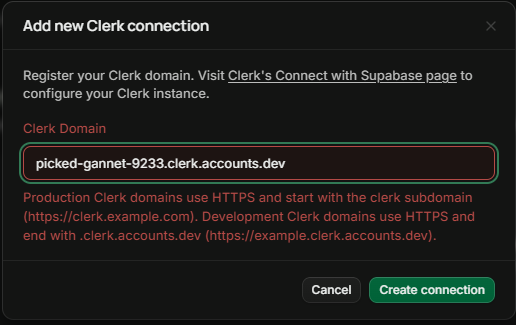 Add new Clerk connection
Register your Clerk domain. Visit Clerk's Connect with Supabase page to
configure your Clerk instance.
Clerk Domain
picked-gannet-9233.clerk.accounts.dev
Production Clerk domains use HTTPS and start with the clerk subdomain
(https://clerk.example.com). Development Clerk domains use HTTPS and
end with .clerk.accounts.dev (https://example.clerk.accounts.dev).
Cancel
Create connection